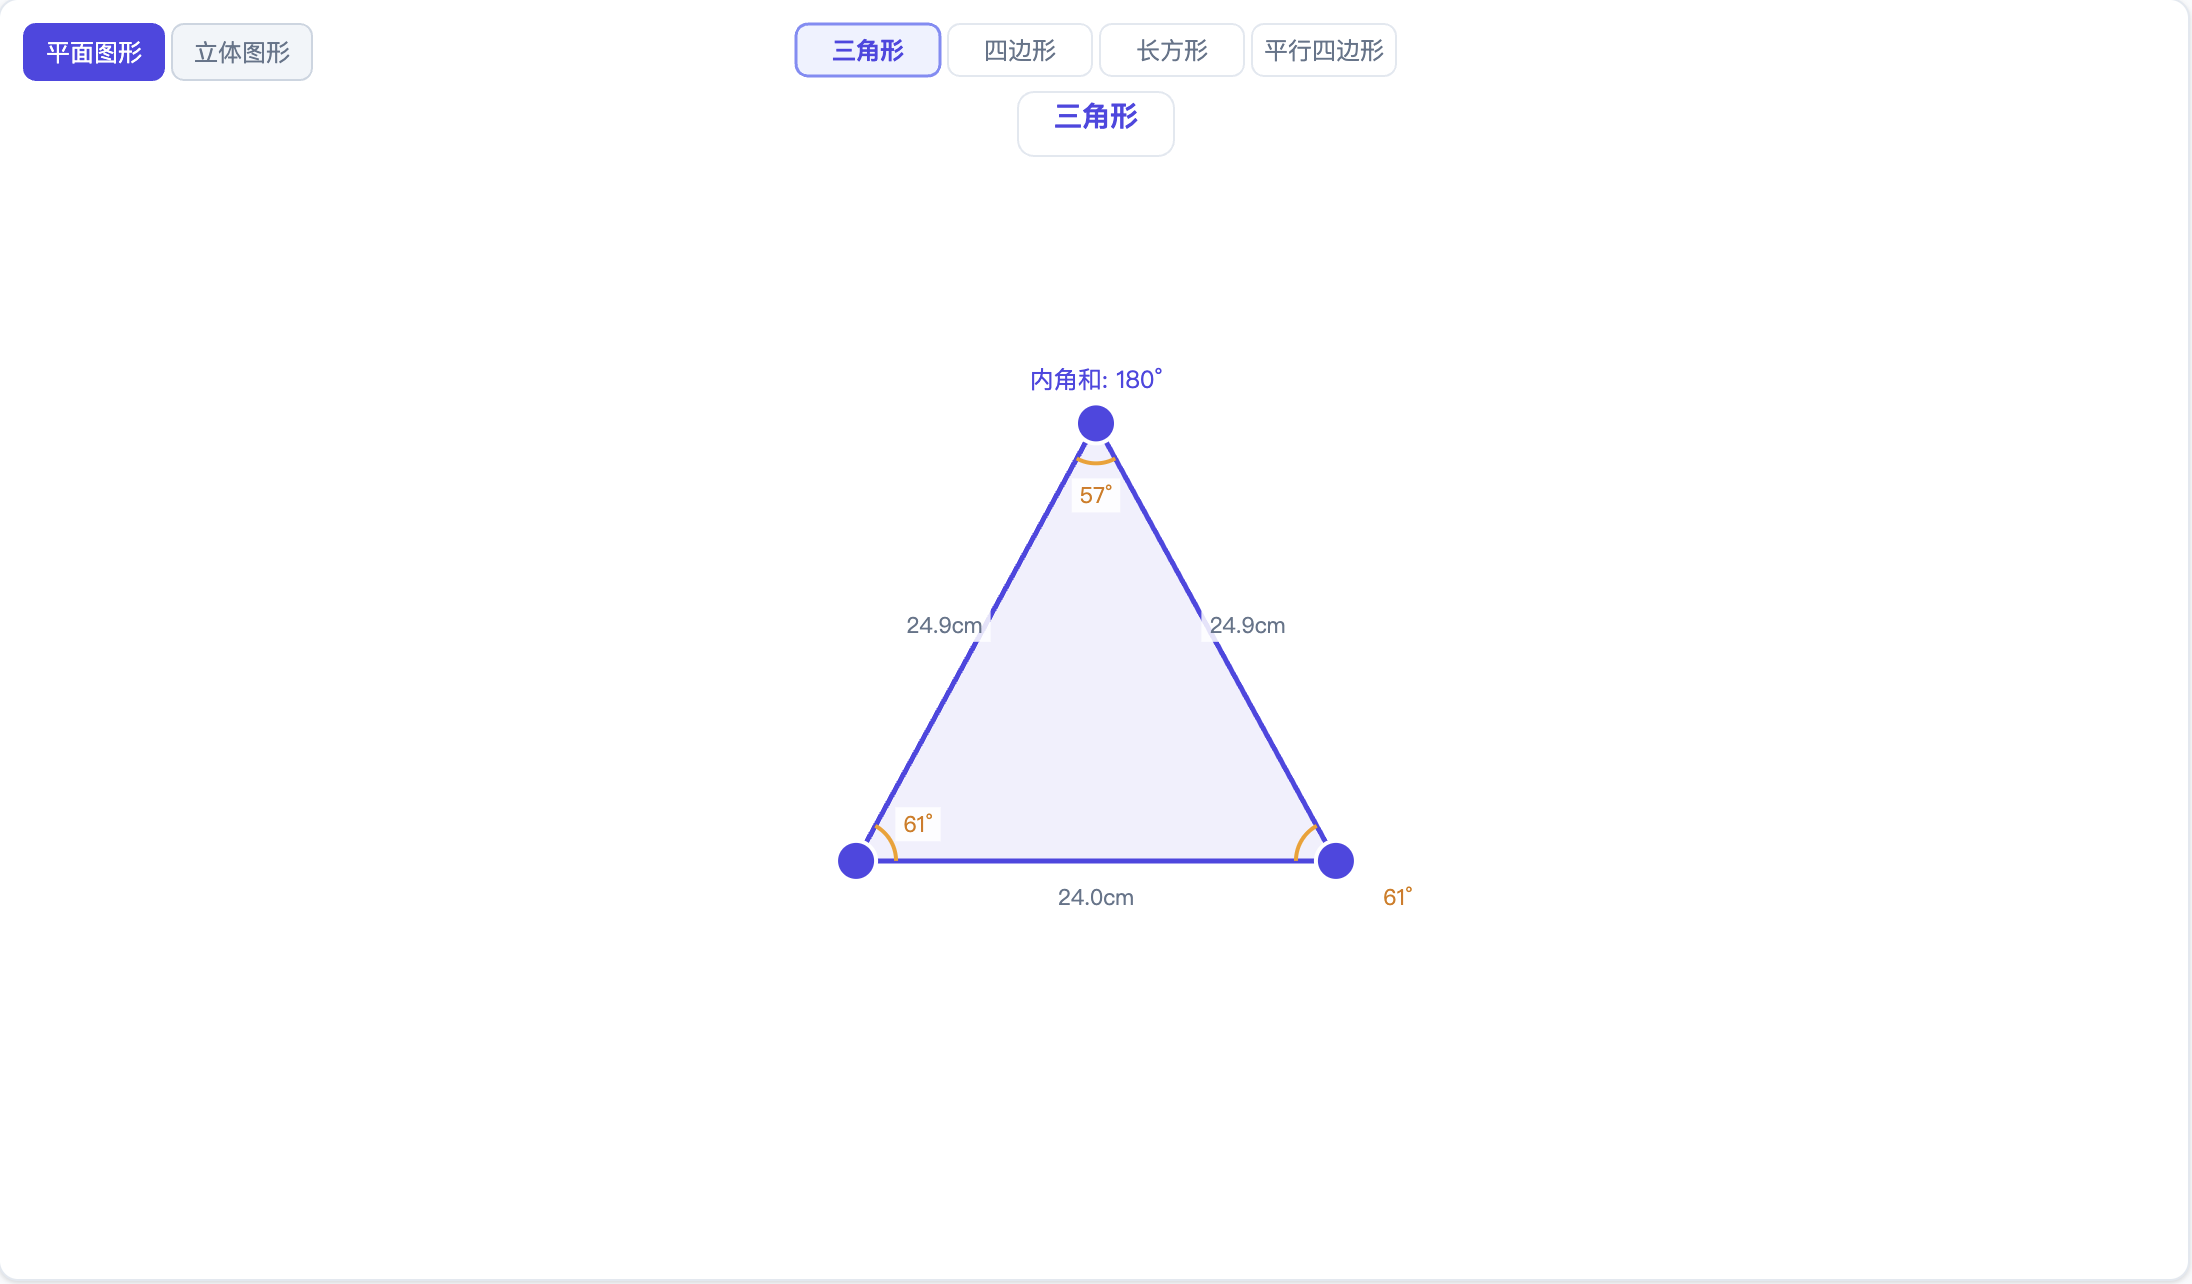 平面图形
立体图形
三角形
四边形
长方形
平行四边形
三角形
内角和: 180°
57°
24.9cm
24.9cm
61°
24.0cm
61°